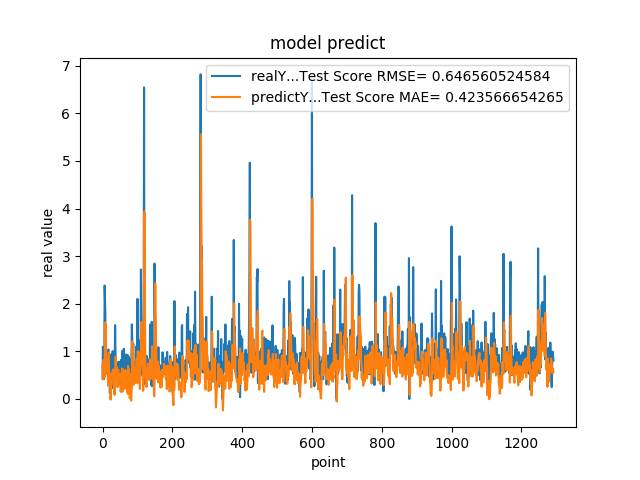 model predict
realY...Test Score RMSE= 0.646560524584
predictY...Test Score MAE= 0.423566654265
7
6
5
4
3
2
1
0
real value
0 200 400 600 800 1000 1200
point